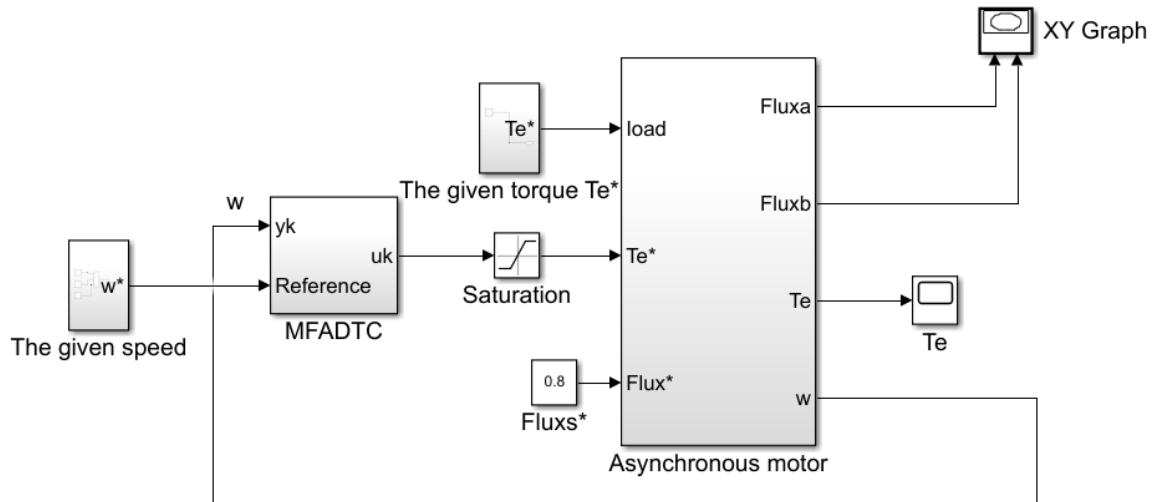 XY Graph
Fluxa
Te*
load
The given torque Te*
w
Fluxb
yk
uk
Te*
w*
Reference
Saturation
Te
MFADTC
The given speed
Te
0.8
Flux*
w
Fluxs*
Asynchronous motor